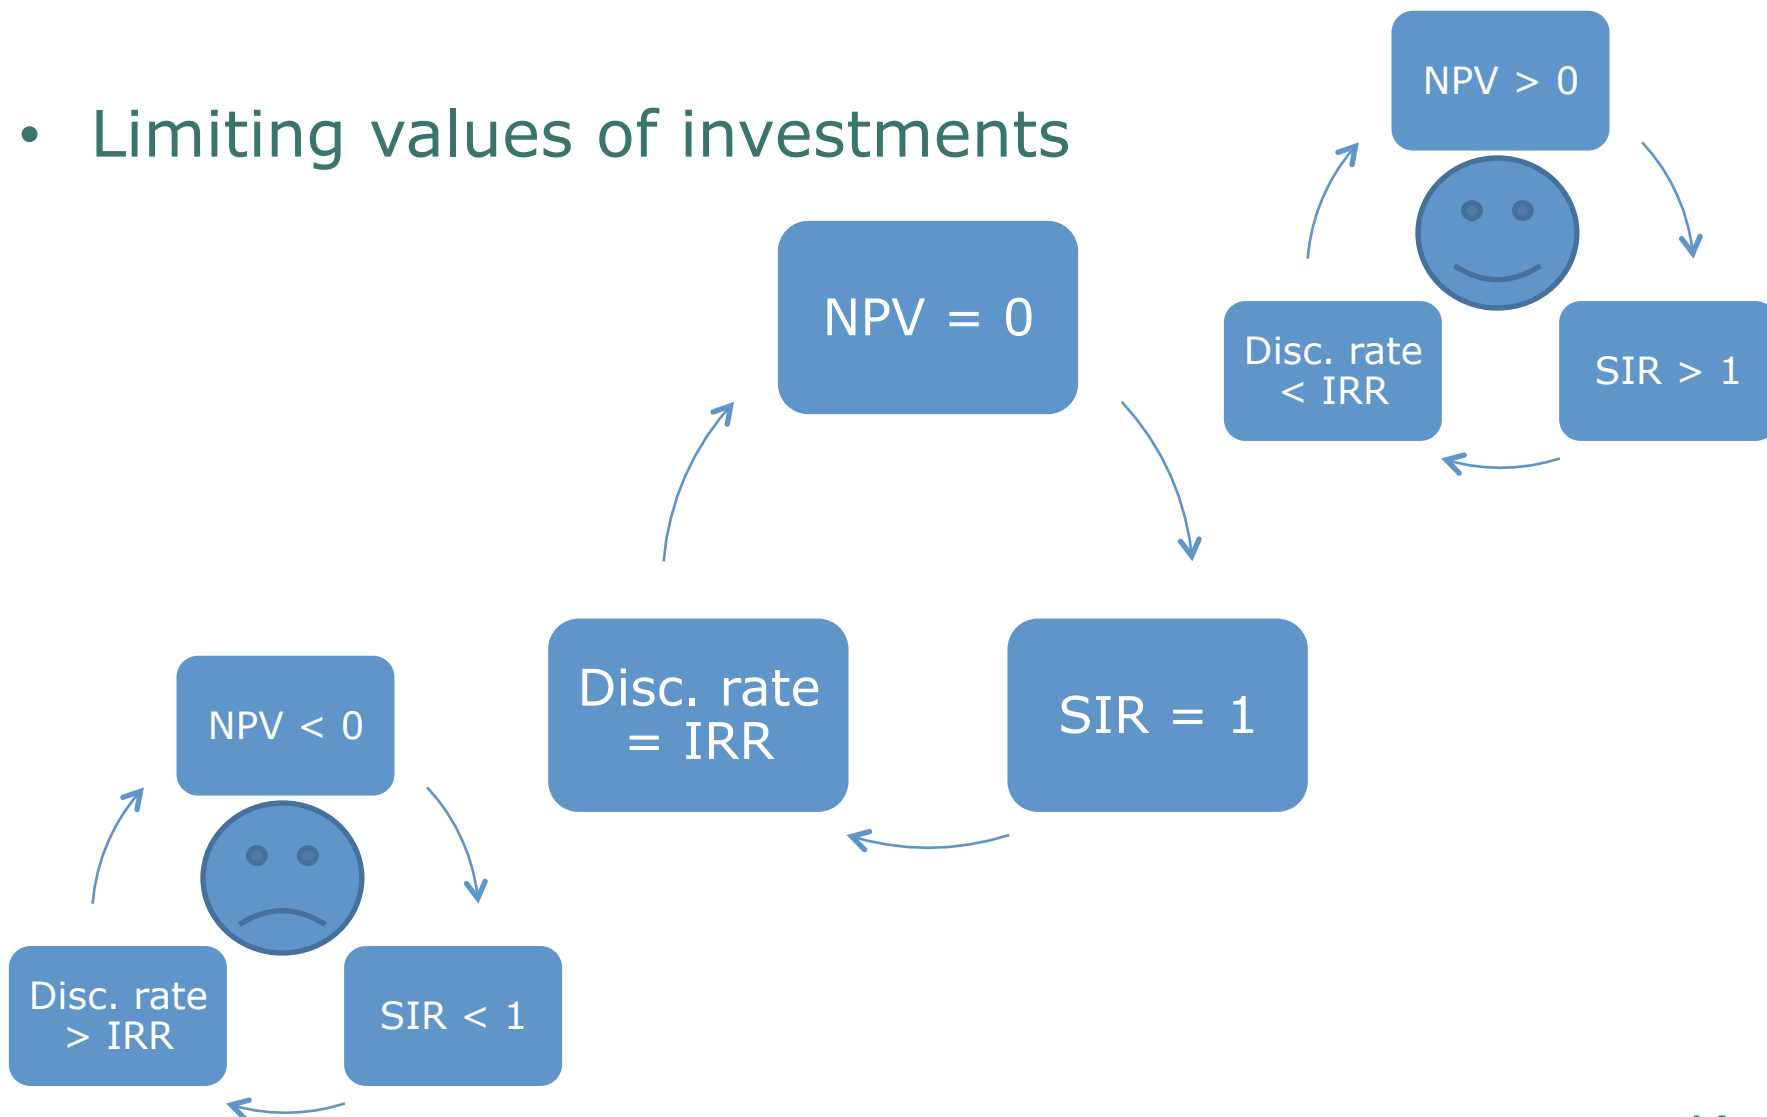 • Limiting values of investments
NPV > 0
Disc. rate
< IRR
SIR > 1
NPV = 0
Disc. rate
= IRR
SIR = 1
NPV < 0
Disc. rate
> IRR
SIR < 1